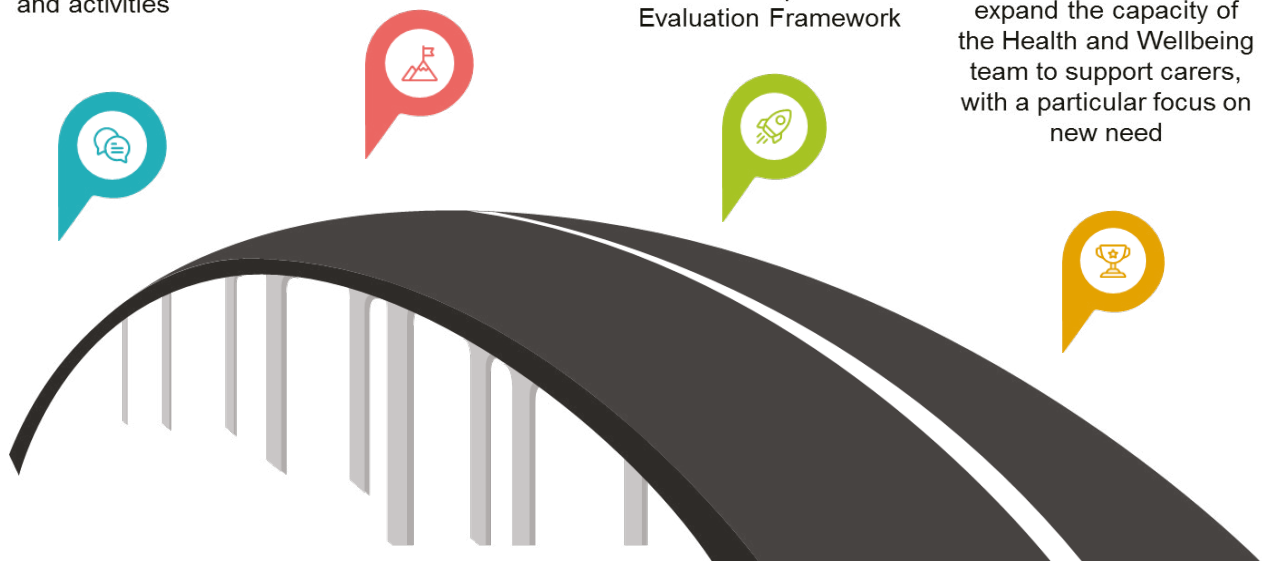 and activities
Evaluation Framework
expand the capacity of
the Health and Wellbeing
team to support carers,
with a particular focus on
new need